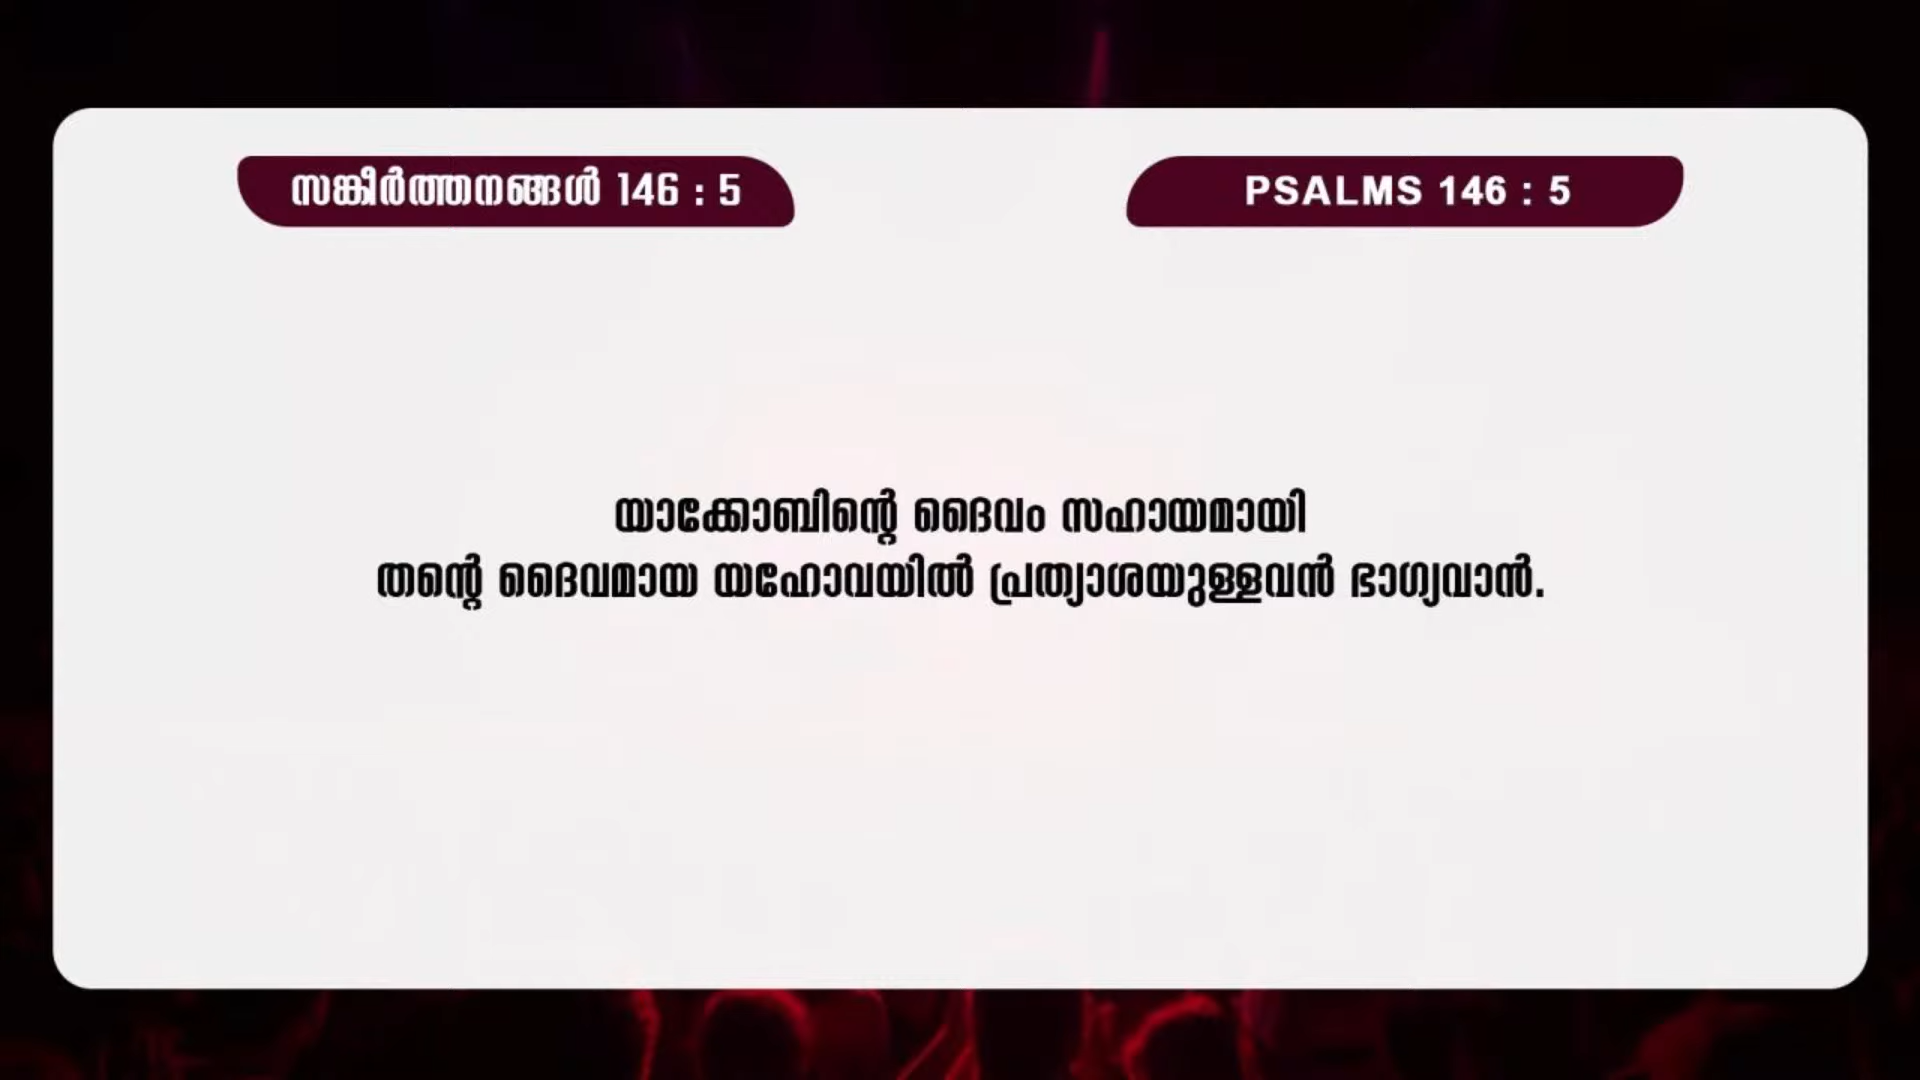 സങ്കീർത്തനങ്ങൾ 146 : 5
PSALMS 146 : 5
യാക്കോബിന്റെ ദൈവം സഹായമായി
തന്റെ ദൈവമായ യഹോവയിൽ പ്രത്യാശയുള്ളവൻ ഭാഗ്യവാൻ.